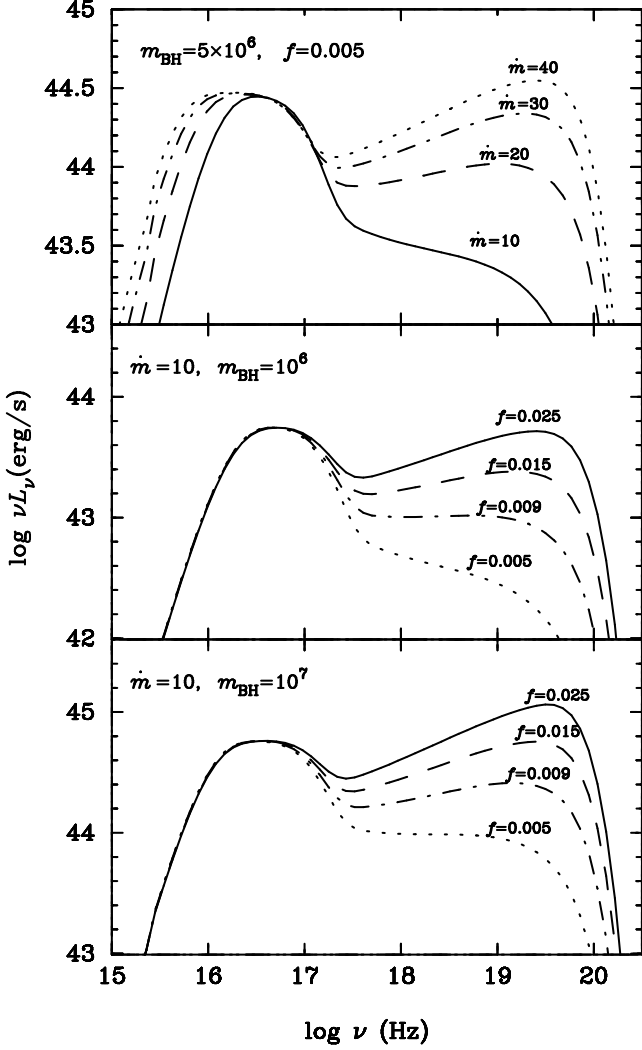 45
m_BH=5×10^6, f=0.005
ṁ=40
44.5
ṁ=30
ṁ=20
44
ṁ=10
43.5
43
ṁ=10, m_BH=10^6
44
f=0.025
f=0.015
43
f=0.009
f=0.005
42
log νL_ν(erg/s)
ṁ=10, m_BH=10^7
f=0.025
45
f=0.015
f=0.009
44
f=0.005
43
15 16 17 18 19 20
log ν (Hz)